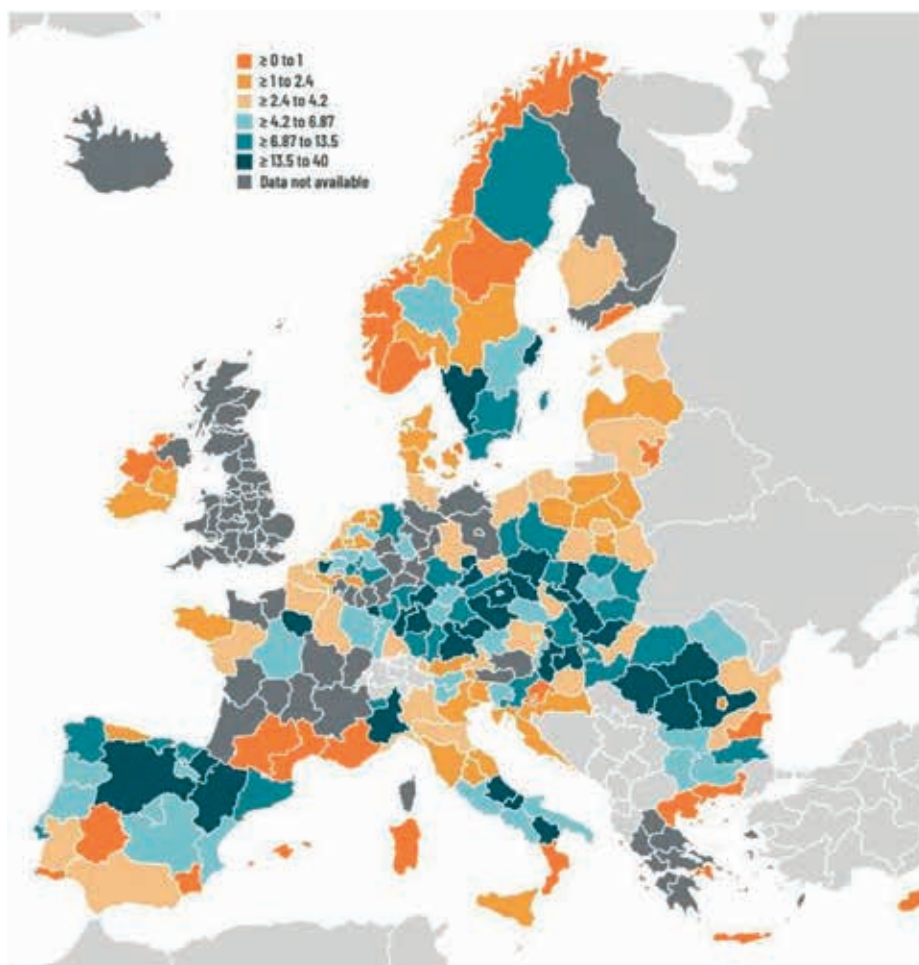 ≥ 0 to 1
≥ 1 to 2.4
≥ 2.4 to 4.2
≥ 4.2 to 6.87
≥ 6.87 to 13.5
≥ 13.5 to 40
Data not available